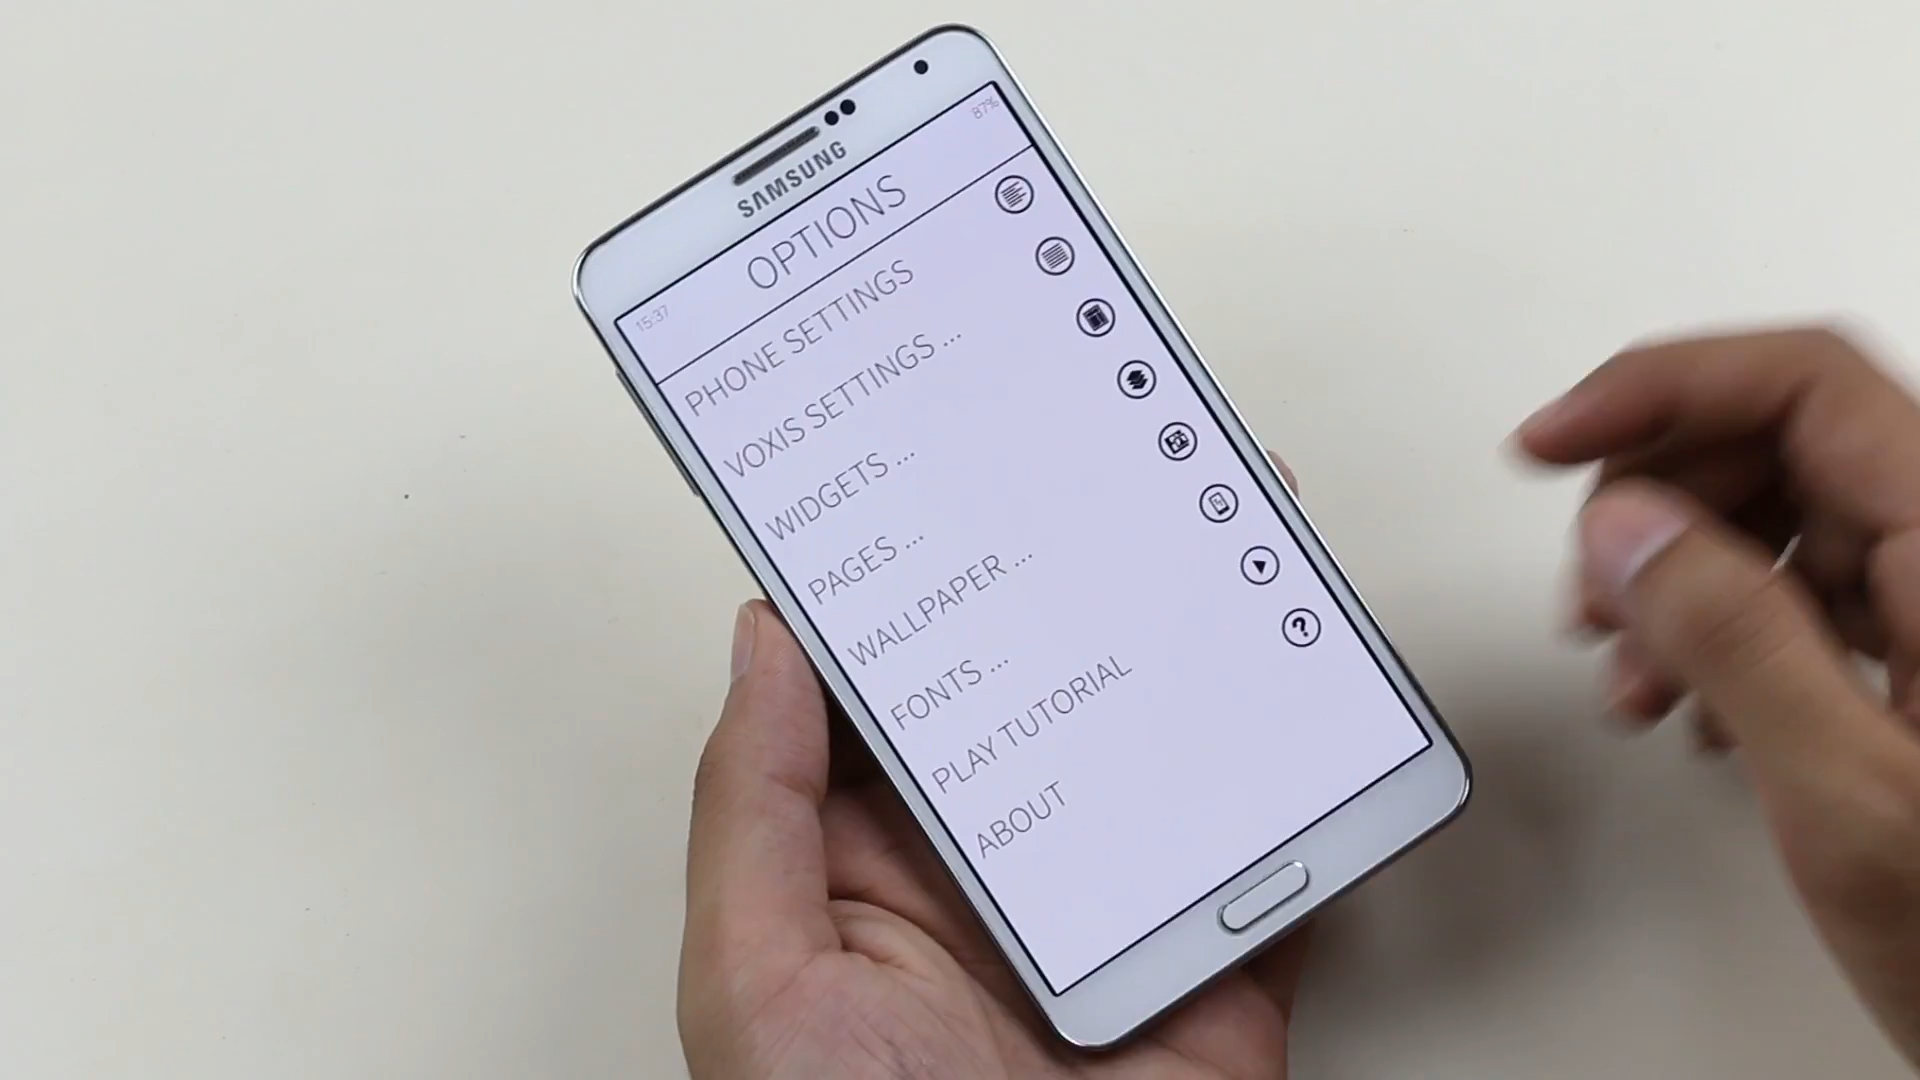 SAMSUNG
15:37
87%
OPTIONS
PHONE SETTINGS
VOXIS SETTINGS ...
WIDGETS ...
PAGES ...
WALLPAPER ...
FONTS ...
PLAY TUTORIAL
ABOUT
?